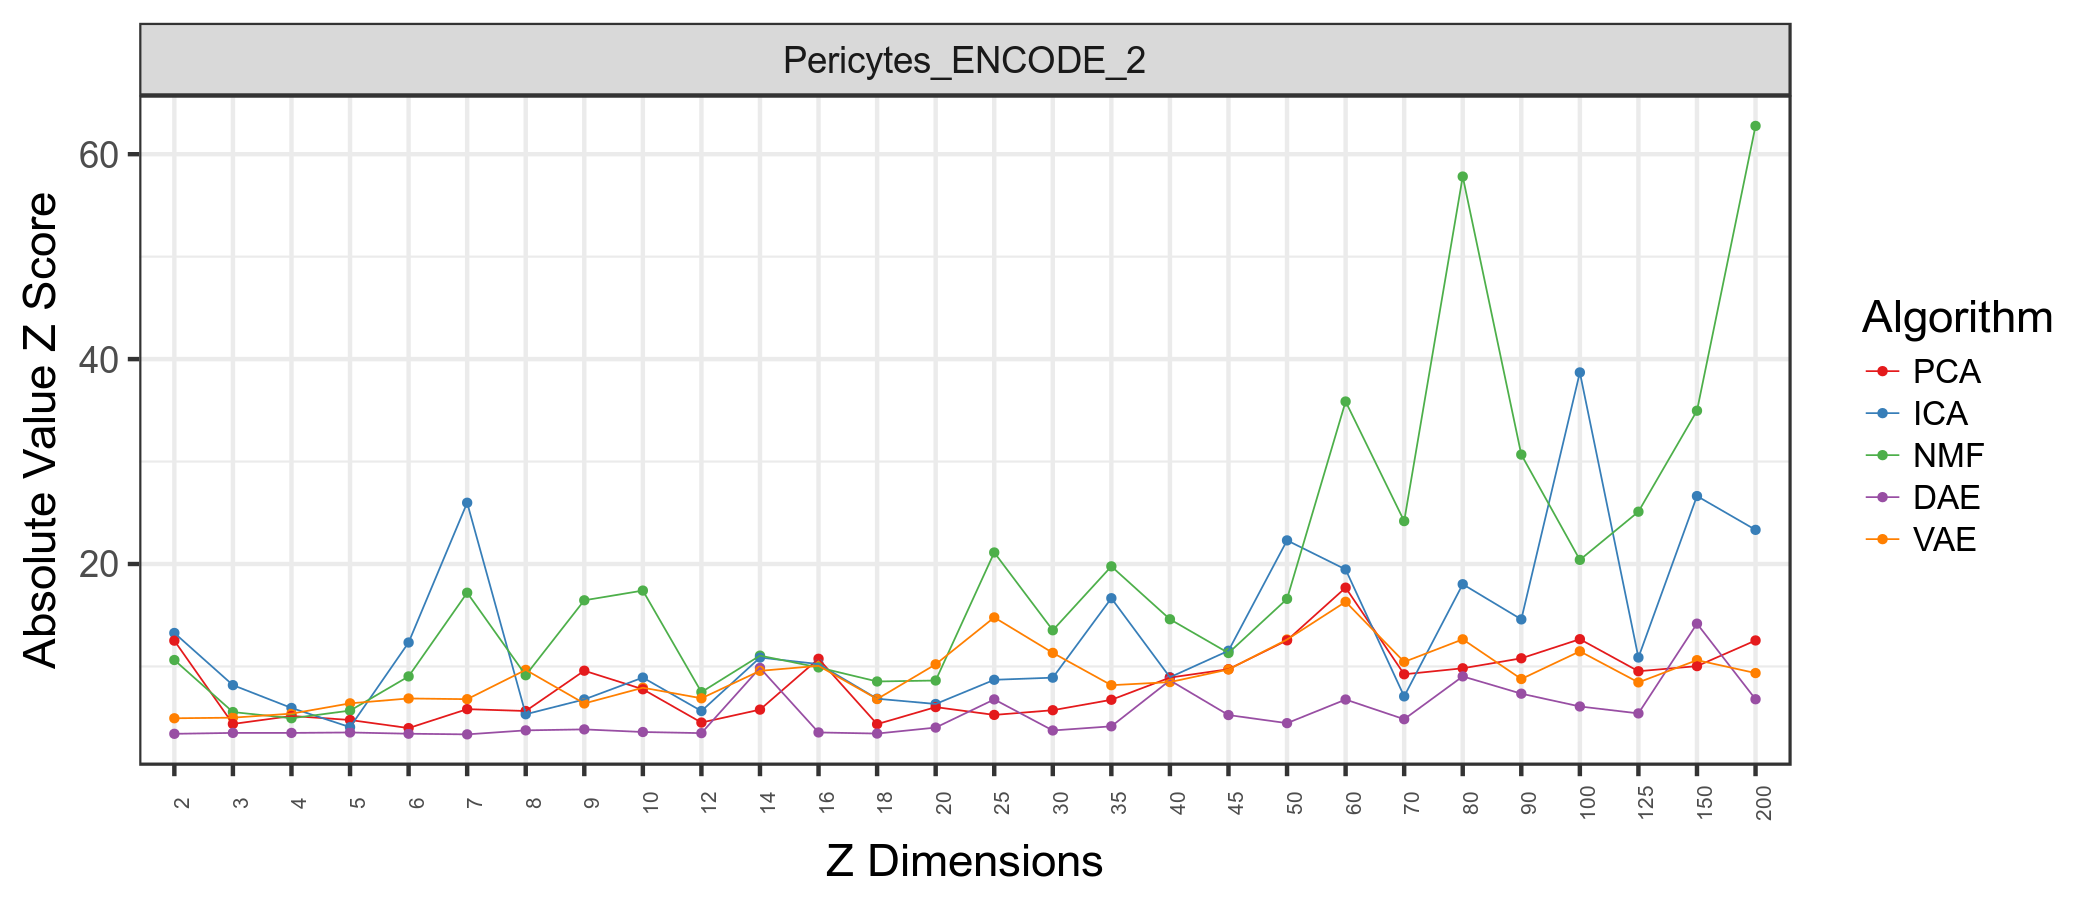 Pericytes_ENCODE_2
Absolute Value Z Score
60
40
20
2 3 4 5 6 7 8 9 10 12 14 16 18 20 25 30 35 40 45 50 60 70 80 90 100 125 150 200
Z Dimensions
Algorithm
PCA
ICA
NMF
DAE
VAE